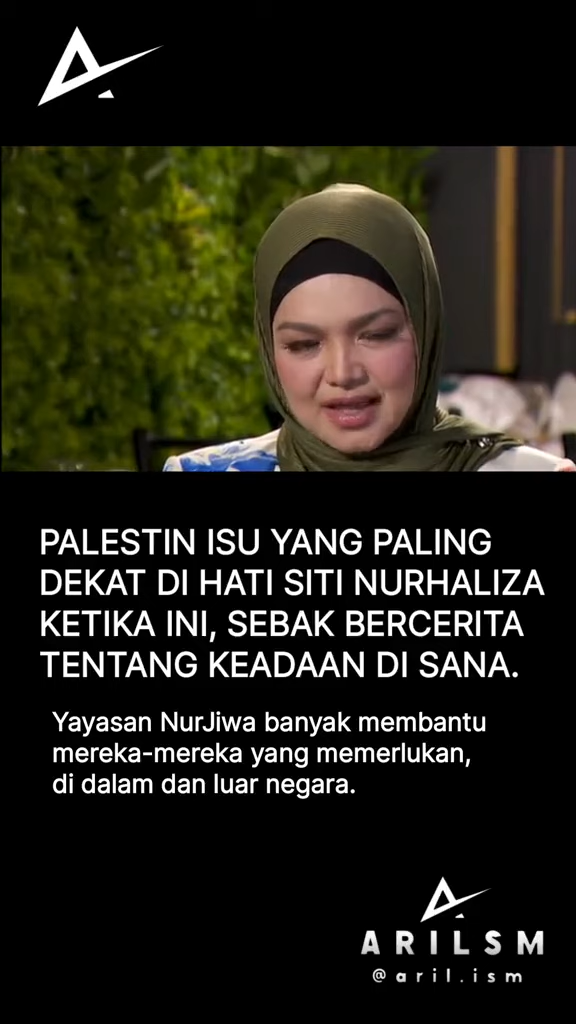 PALESTIN ISU YANG PALING
DEKAT DI HATI SITI NURHALIZA
KETIKA INI, SEBAK BERCERITA
TENTANG KEADAAN DI SANA.
Yayasan NurJiwa banyak membantu
mereka-mereka yang memerlukan,
di dalam dan luar negara.
ARILSM
@aril.ism